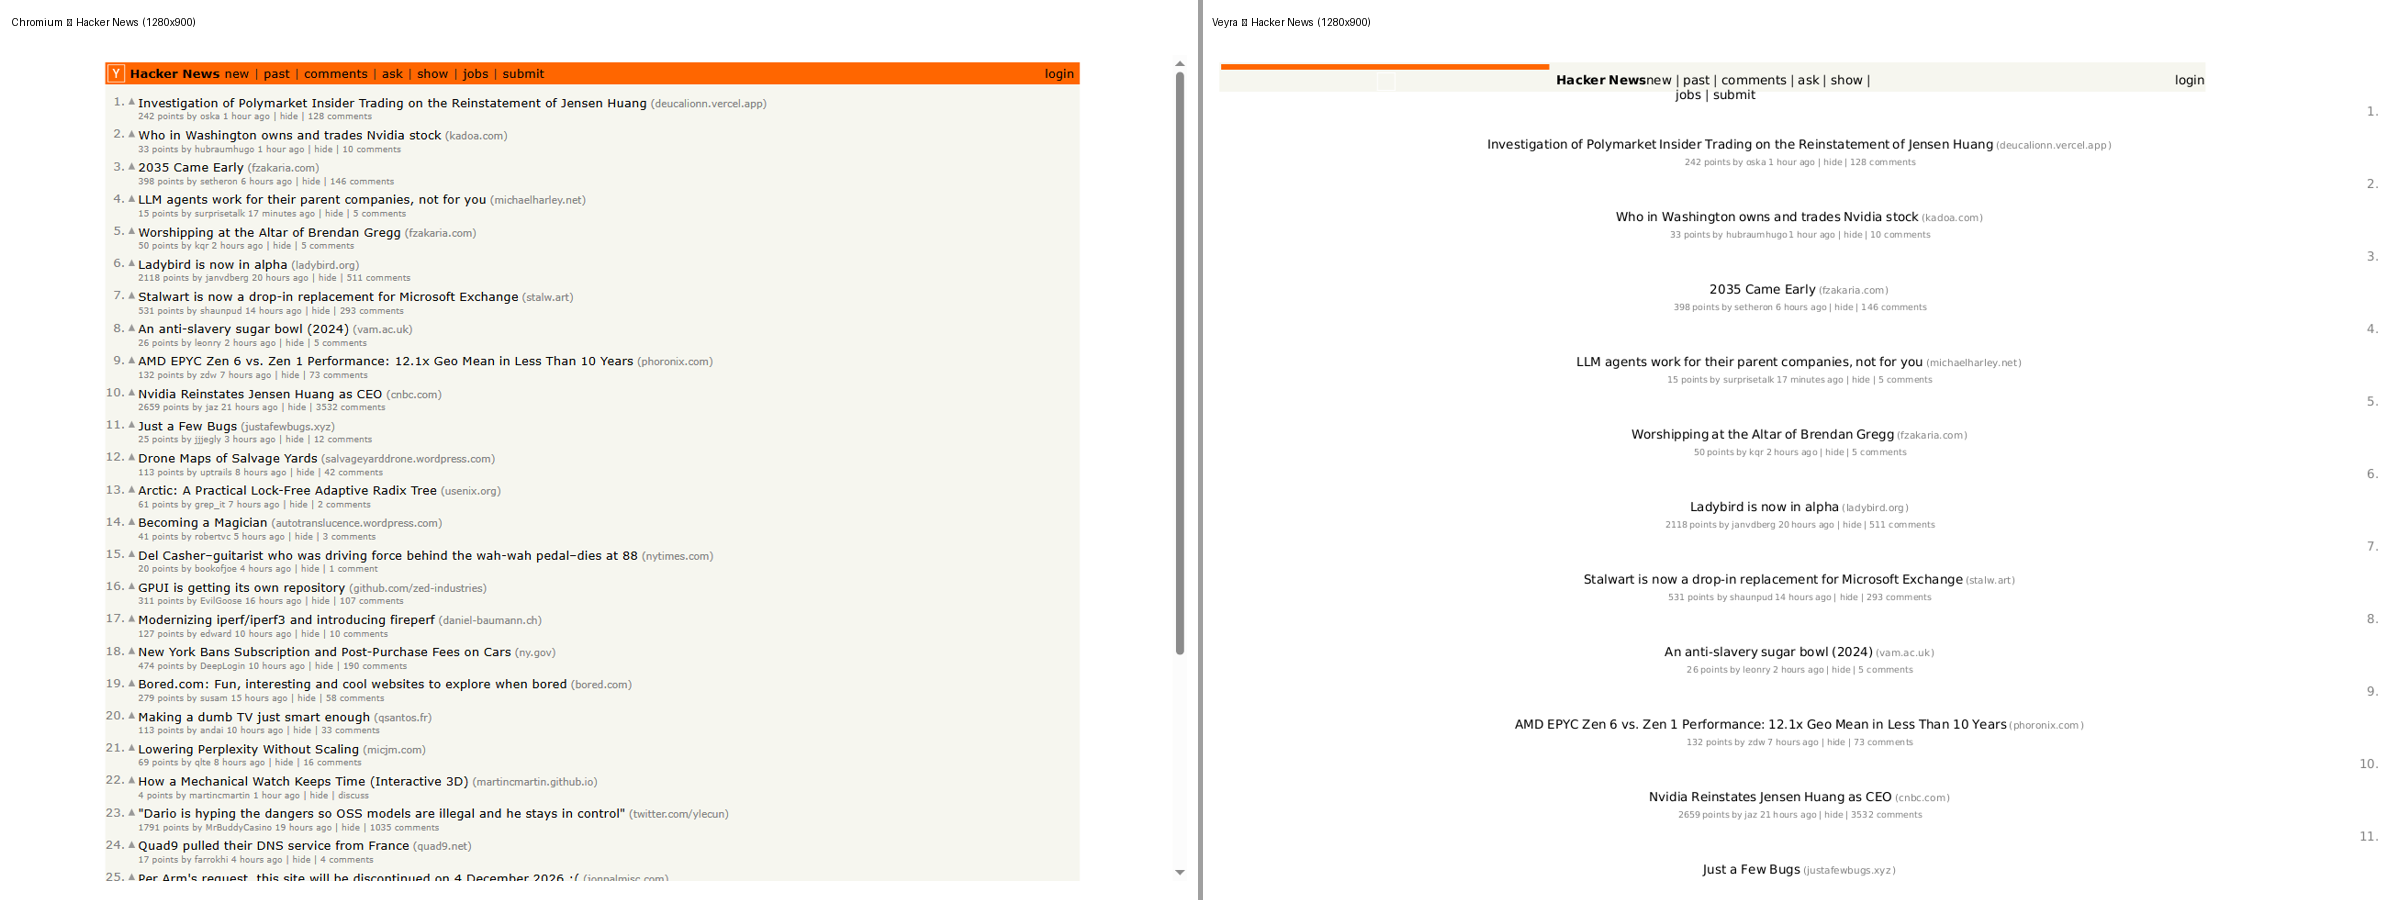 Chromium Hacker News (1280x900)
Y Hacker News new | past | comments | ask | show | jobs | submit login
1. Investigation of Polymarket Insider Trading on the Reinstatement of Jensen Huang (deucalionn.vercel.app)
242 points by oska 1 hour ago | hide | 128 comments
2. Who in Washington owns and trades Nvidia stock (kadoa.com)
33 points by hubraumhugo 1 hour ago | hide | 10 comments
3. 2035 Came Early (fzakaria.com)
398 points by setheron 6 hours ago | hide | 146 comments
4. LLM agents work for their parent companies, not for you (michaelharley.net)
15 points by surprisetalk 17 minutes ago | hide | 5 comments
5. Worshipping at the Altar of Brendan Gregg (fzakaria.com)
50 points by kqr 2 hours ago | hide | 5 comments
6. Ladybird is now in alpha (ladybird.org)
2118 points by janvdberg 20 hours ago | hide | 511 comments
7. Stalwart is now a drop-in replacement for Microsoft Exchange (stalw.art)
531 points by shaunpud 14 hours ago | hide | 293 comments
8. An anti-slavery sugar bowl (2024) (vam.ac.uk)
26 points by leonry 2 hours ago | hide | 5 comments
9. AMD EPYC Zen 6 vs. Zen 1 Performance: 12.1x Geo Mean in Less Than 10 Years (phoronix.com)
132 points by zdw 7 hours ago | hide | 73 comments
10. Nvidia Reinstates Jensen Huang as CEO (cnbc.com)
2659 points by jaz 21 hours ago | hide | 3532 comments
11. Just a Few Bugs (justafewbugs.xyz)
25 points by jjjegly 3 hours ago | hide | 12 comments
12. Drone Maps of Salvage Yards (salvageyarddrone.wordpress.com)
113 points by uptrails 8 hours ago | hide | 42 comments
13. Arctic: A Practical Lock-Free Adaptive Radix Tree (usenix.org)
61 points by grep_it 7 hours ago | hide | 2 comments
14. Becoming a Magician (autotranslucence.wordpress.com)
41 points by robertvc 5 hours ago | hide | 3 comments
15. Del Casher–guitarist who was driving force behind the wah-wah pedal–dies at 88 (nytimes.com)
20 points by bookofjoe 4 hours ago | hide | 1 comment
16. GPUI is getting its own repository (github.com/zed-industries)
311 points by EvilGoose 16 hours ago | hide | 107 comments
17. Modernizing iperf/iperf3 and introducing fireperf (daniel-baumann.ch)
127 points by edward 10 hours ago | hide | 10 comments
18. New York Bans Subscription and Post-Purchase Fees on Cars (ny.gov)
474 points by DeepLogin 10 hours ago | hide | 190 comments
19. Bored.com: Fun, interesting and cool websites to explore when bored (bored.com)
279 points by susam 15 hours ago | hide | 58 comments
20. Making a dumb TV just smart enough (qsantos.fr)
113 points by andai 10 hours ago | hide | 33 comments
21. Lowering Perplexity Without Scaling (micjm.com)
69 points by qlte 8 hours ago | hide | 16 comments
22. How a Mechanical Watch Keeps Time (Interactive 3D) (martincmartin.github.io)
4 points by martincmartin 1 hour ago | hide | discuss
23. "Dario is hyping the dangers so OSS models are illegal and he stays in control" (twitter.com/ylecun)
1791 points by MrBuddyCasino 19 hours ago | hide | 1035 comments
24. Quad9 pulled their DNS service from France (quad9.net)
17 points by farrokhi 4 hours ago | hide | 4 comments
25. Per Arm's request, this site will be discontinued on 4 December 2026 :( (jonpalmisc.com)
Veyra Hacker News (1280x900)
Hacker Newsnew | past | comments | ask | show | login
jobs | submit
1.
Investigation of Polymarket Insider Trading on the Reinstatement of Jensen Huang (deucalionn.vercel.app)
242 points by oska 1 hour ago | hide | 128 comments
2.
Who in Washington owns and trades Nvidia stock (kadoa.com)
33 points by hubraumhugo 1 hour ago | hide | 10 comments
3.
2035 Came Early (fzakaria.com)
398 points by setheron 6 hours ago | hide | 146 comments
4.
LLM agents work for their parent companies, not for you (michaelharley.net)
15 points by surprisetalk 17 minutes ago | hide | 5 comments
5.
Worshipping at the Altar of Brendan Gregg (fzakaria.com)
50 points by kqr 2 hours ago | hide | 5 comments
6.
Ladybird is now in alpha (ladybird.org)
2118 points by janvdberg 20 hours ago | hide | 511 comments
7.
Stalwart is now a drop-in replacement for Microsoft Exchange (stalw.art)
531 points by shaunpud 14 hours ago | hide | 293 comments
8.
An anti-slavery sugar bowl (2024) (vam.ac.uk)
26 points by leonry 2 hours ago | hide | 5 comments
9.
AMD EPYC Zen 6 vs. Zen 1 Performance: 12.1x Geo Mean in Less Than 10 Years (phoronix.com)
132 points by zdw 7 hours ago | hide | 73 comments
10.
Nvidia Reinstates Jensen Huang as CEO (cnbc.com)
2659 points by jaz 21 hours ago | hide | 3532 comments
11.
Just a Few Bugs (justafewbugs.xyz)